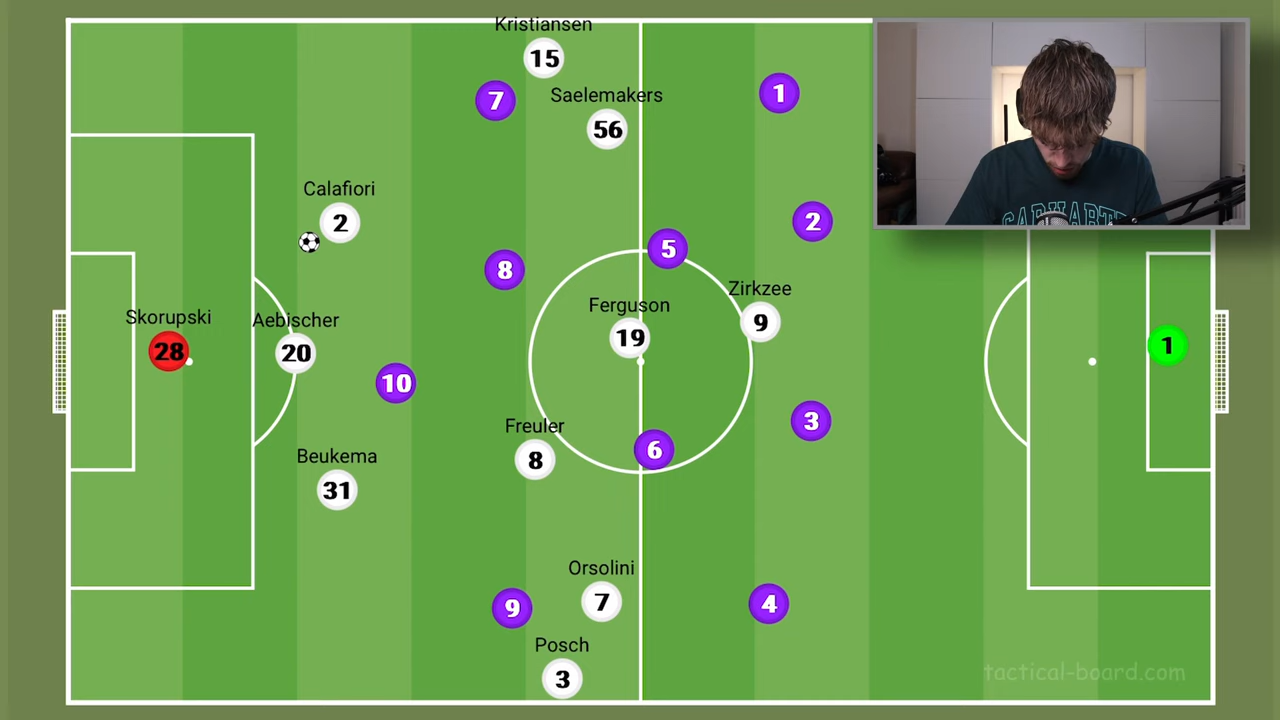 Kristiansen
15
7
Saelemakers
56
1
Calafiori
2
2
5
8
Zirkzee
9
Ferguson
19
Skorupski
28
Aebischer
20
1
10
3
Freuler
8
6
Beukema
31
Orsolini
7
9
4
Posch
3
tactical-board.com
CARHARTT